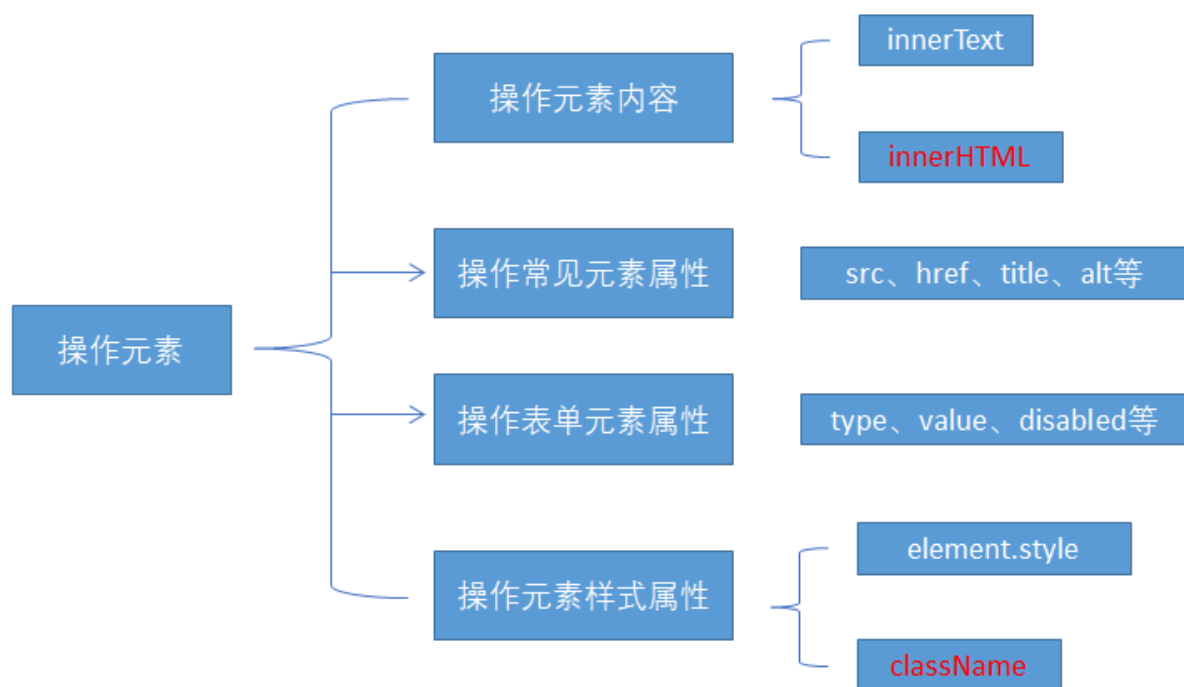 操作元素
操作元素内容
innerText
innerHTML
操作常见元素属性
src、href、title、alt等
操作表单元素属性
type、value、disabled等
操作元素样式属性
element.style
className